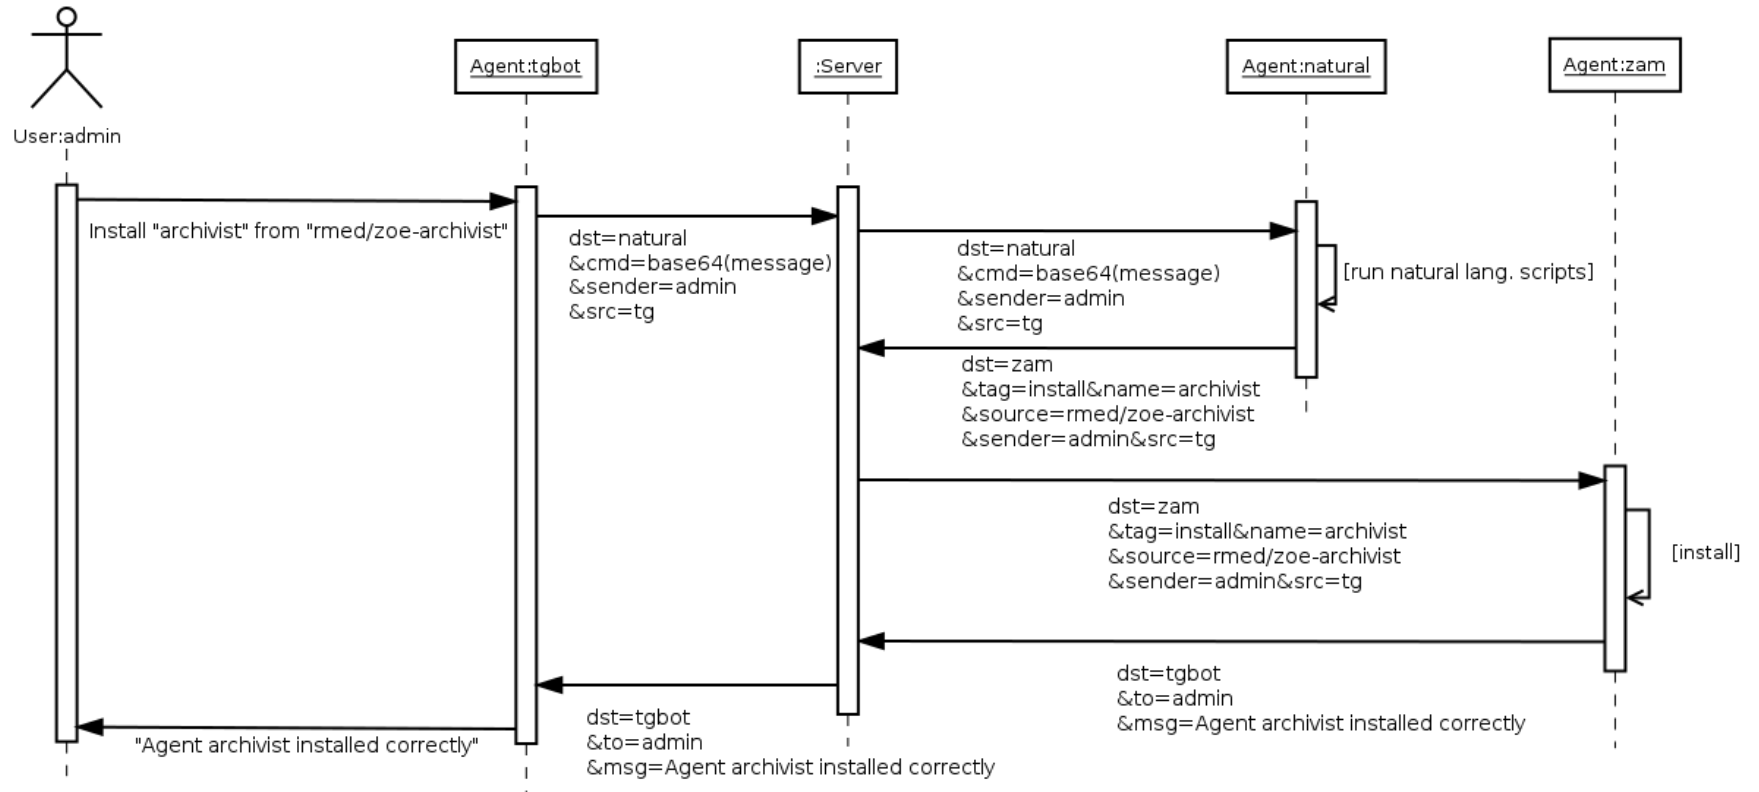 User:admin
Agent:tgbot
:Server
Agent:natural
Agent:zam
Install "archivist" from "rmed/zoe-archivist"
dst=natural
&cmd=base64(message)
&sender=admin
&src=tg
dst=natural
&cmd=base64(message)
&sender=admin
&src=tg
[run natural lang. scripts]
dst=zam
&tag=install&name=archivist
&source=rmed/zoe-archivist
&sender=admin&src=tg
dst=zam
&tag=install&name=archivist
&source=rmed/zoe-archivist
&sender=admin&src=tg
[install]
dst=tgbot
&to=admin
&msg=Agent archivist installed correctly
dst=tgbot
&to=admin
&msg=Agent archivist installed correctly
"Agent archivist installed correctly"